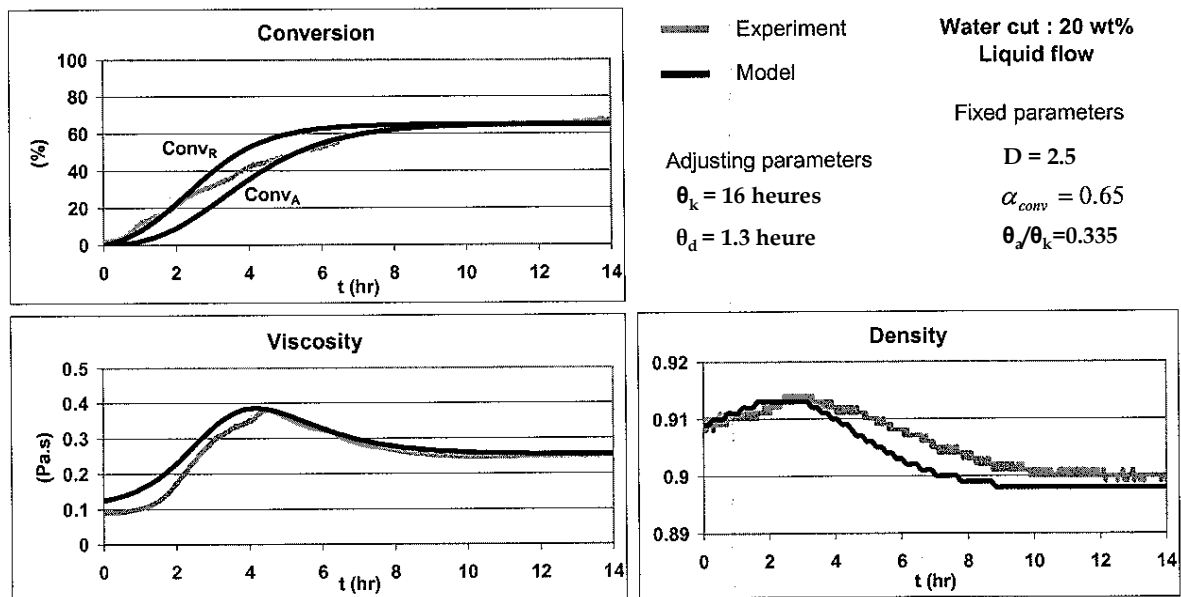 Conversion
100
80
60
40
20
0
(%)
Conv_R
Conv_A
0 2 4 6 8 10 12 14
t (hr)
Experiment
Model
Water cut : 20 wt%
Liquid flow
Fixed parameters
Adjusting parameters
D = 2.5
θ_k = 16 heures
α_conv = 0.65
θ_d = 1.3 heure
θ_a/θ_k=0.335
Viscosity
0.5
0.4
0.3
0.2
0.1
0
(Pa.s)
0 2 4 6 8 10 12 14
t (hr)
Density
0.92
0.91
0.9
0.89
0 2 4 6 8 10 12 14
t (hr)